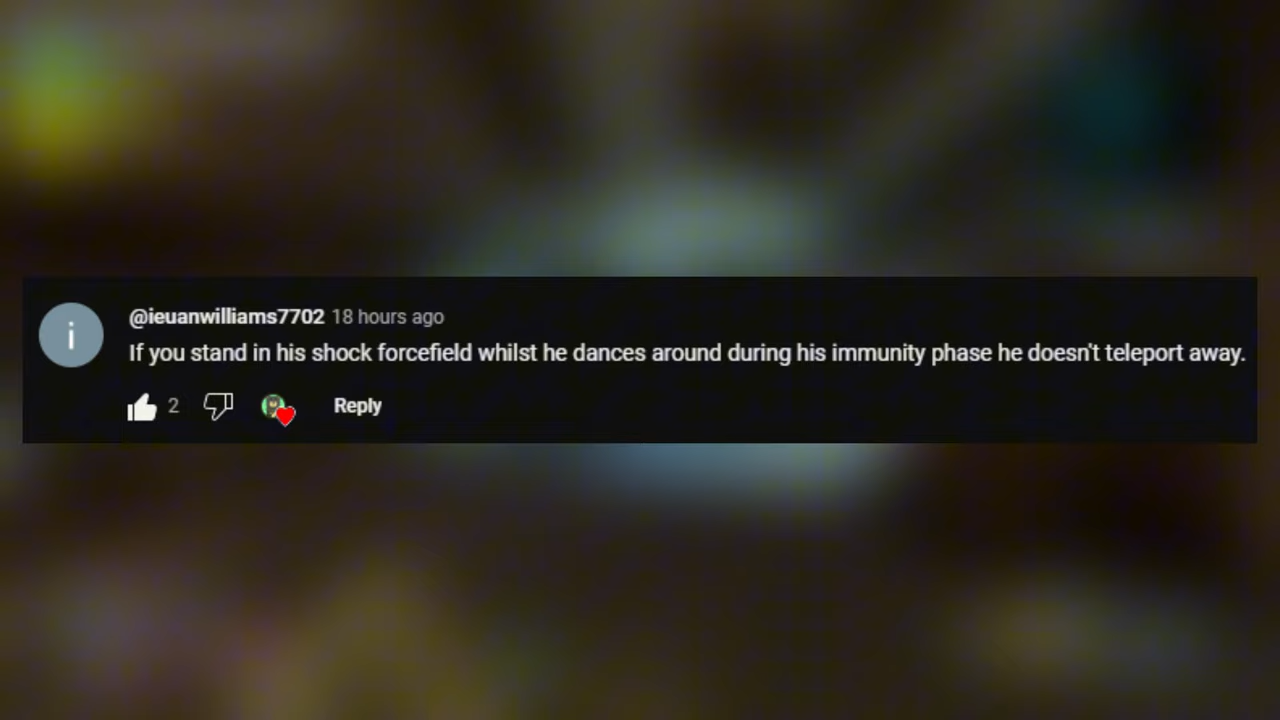 i
@ieuanwilliams7702 18 hours ago
If you stand in his shock forcefield whilst he dances around during his immunity phase he doesn't teleport away.
2 Reply